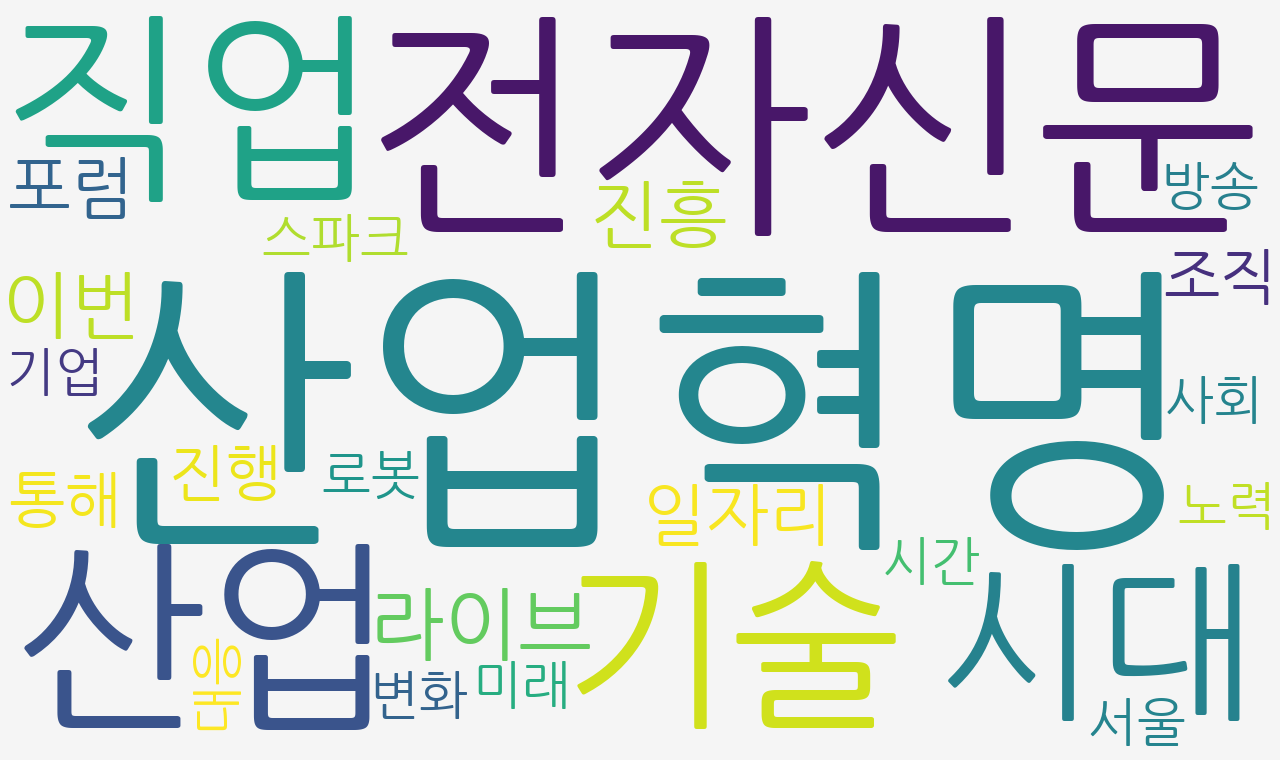 직업
전자신문
포럼
스파크
진흥
방송
이번
산업혁명
조직
기업
사회
통해
진행
로봇
일자리
노력
산업
대응
라이브
변화
미래
기술
시간
시대
서울